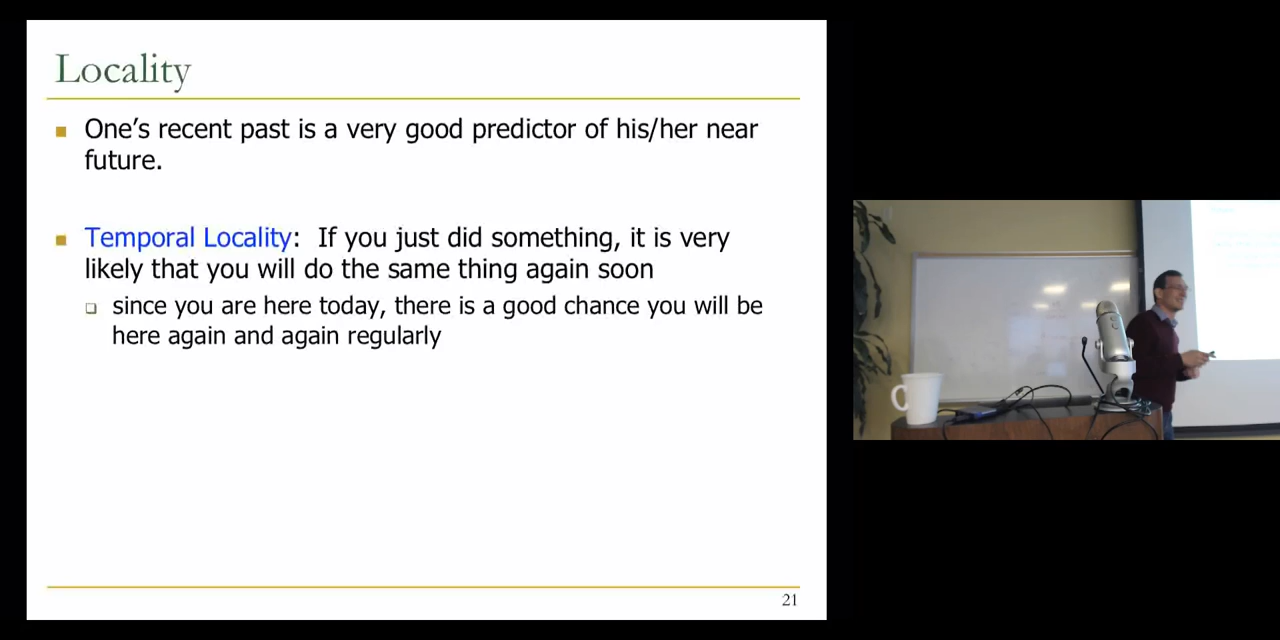 Locality
One's recent past is a very good predictor of his/her near
future.
Temporal Locality: If you just did something, it is very
likely that you will do the same thing again soon
since you are here today, there is a good chance you will be
here again and again regularly
21